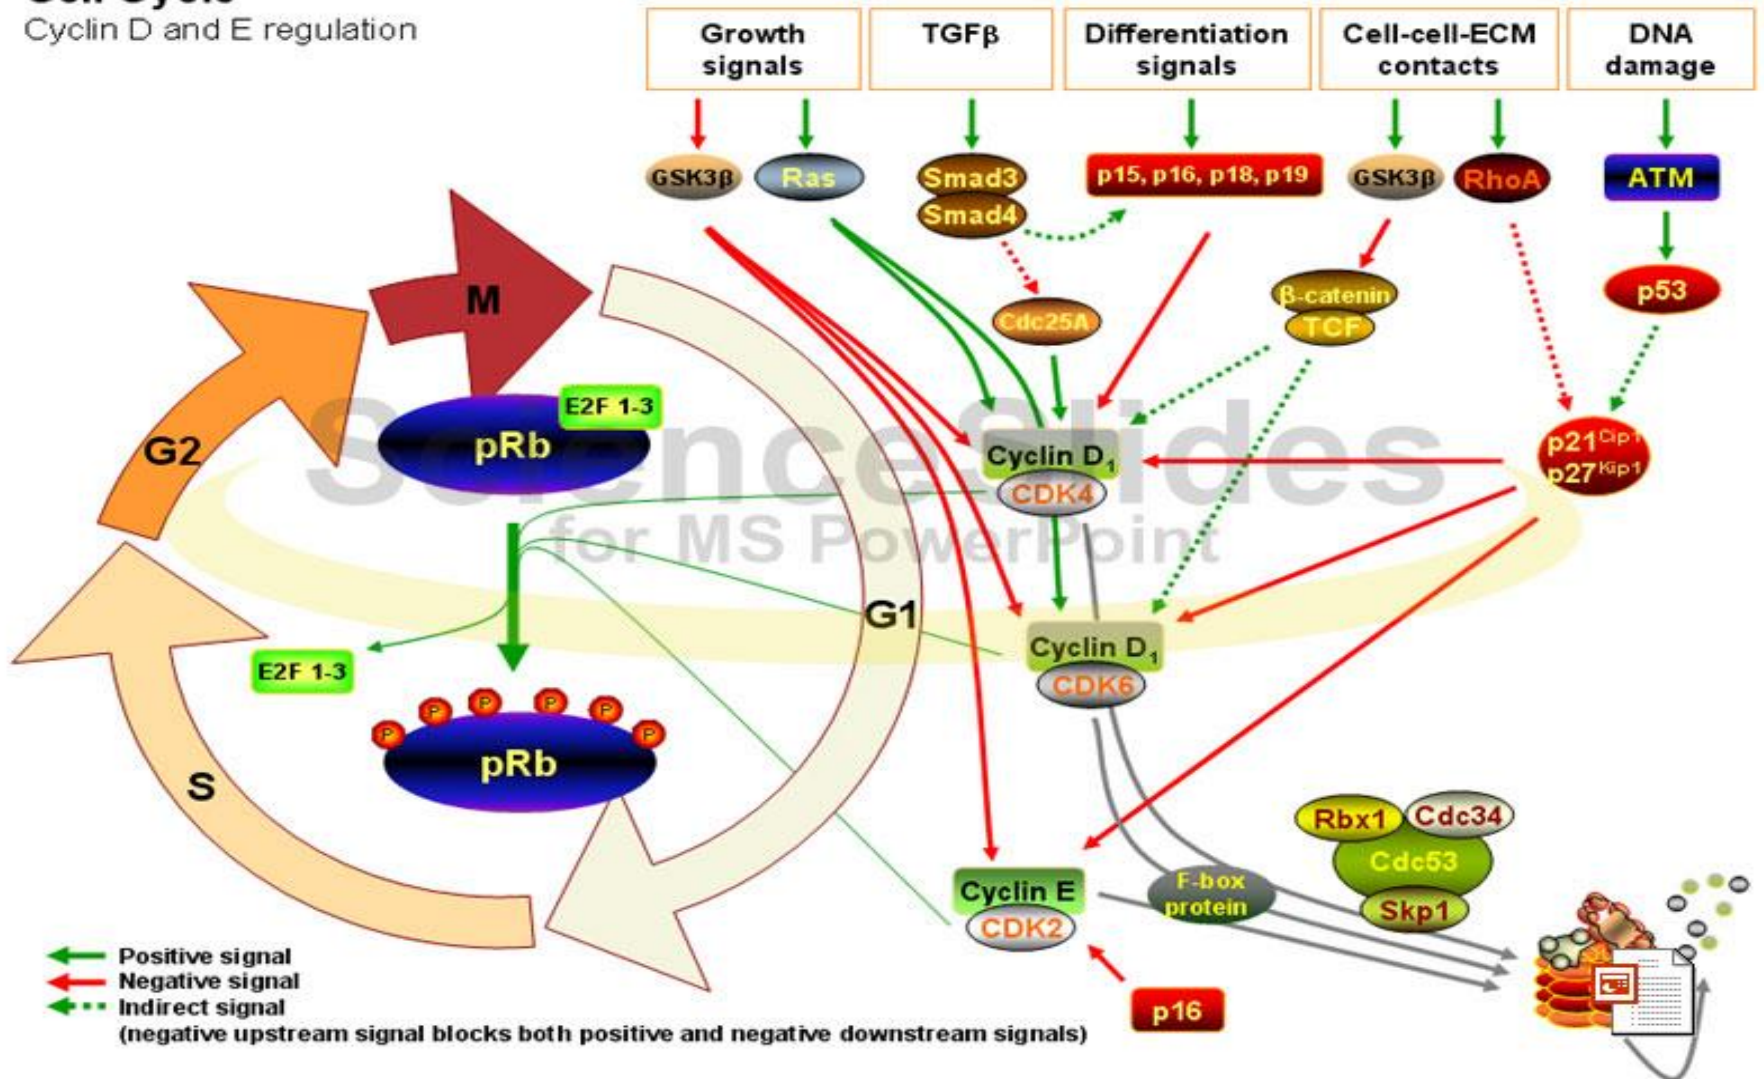 Cell Cycle
Cyclin D and E regulation
Growth
signals
TGFβ
Differentiation
signals
Cell-cell-ECM
contacts
DNA
damage
GSK3β
Ras
Smad3
Smad4
p15, p16, p18, p19
GSK3β
RhoA
ATM
β-catenin
TCF
p53
Cdc25A
M
G2
E2F 1-3
pRb
ScienceSlides
for MS PowerPoint
Cyclin D1
CDK4
p21Cip1
p27Kip1
G1
Cyclin D1
CDK6
E2F 1-3
P
P
P
P
P
P
pRb
S
Rbx1
Cdc34
Cdc53
Skp1
F-box
protein
Cyclin E
CDK2
p16
Positive signal
Negative signal
Indirect signal
(negative upstream signal blocks both positive and negative downstream signals)